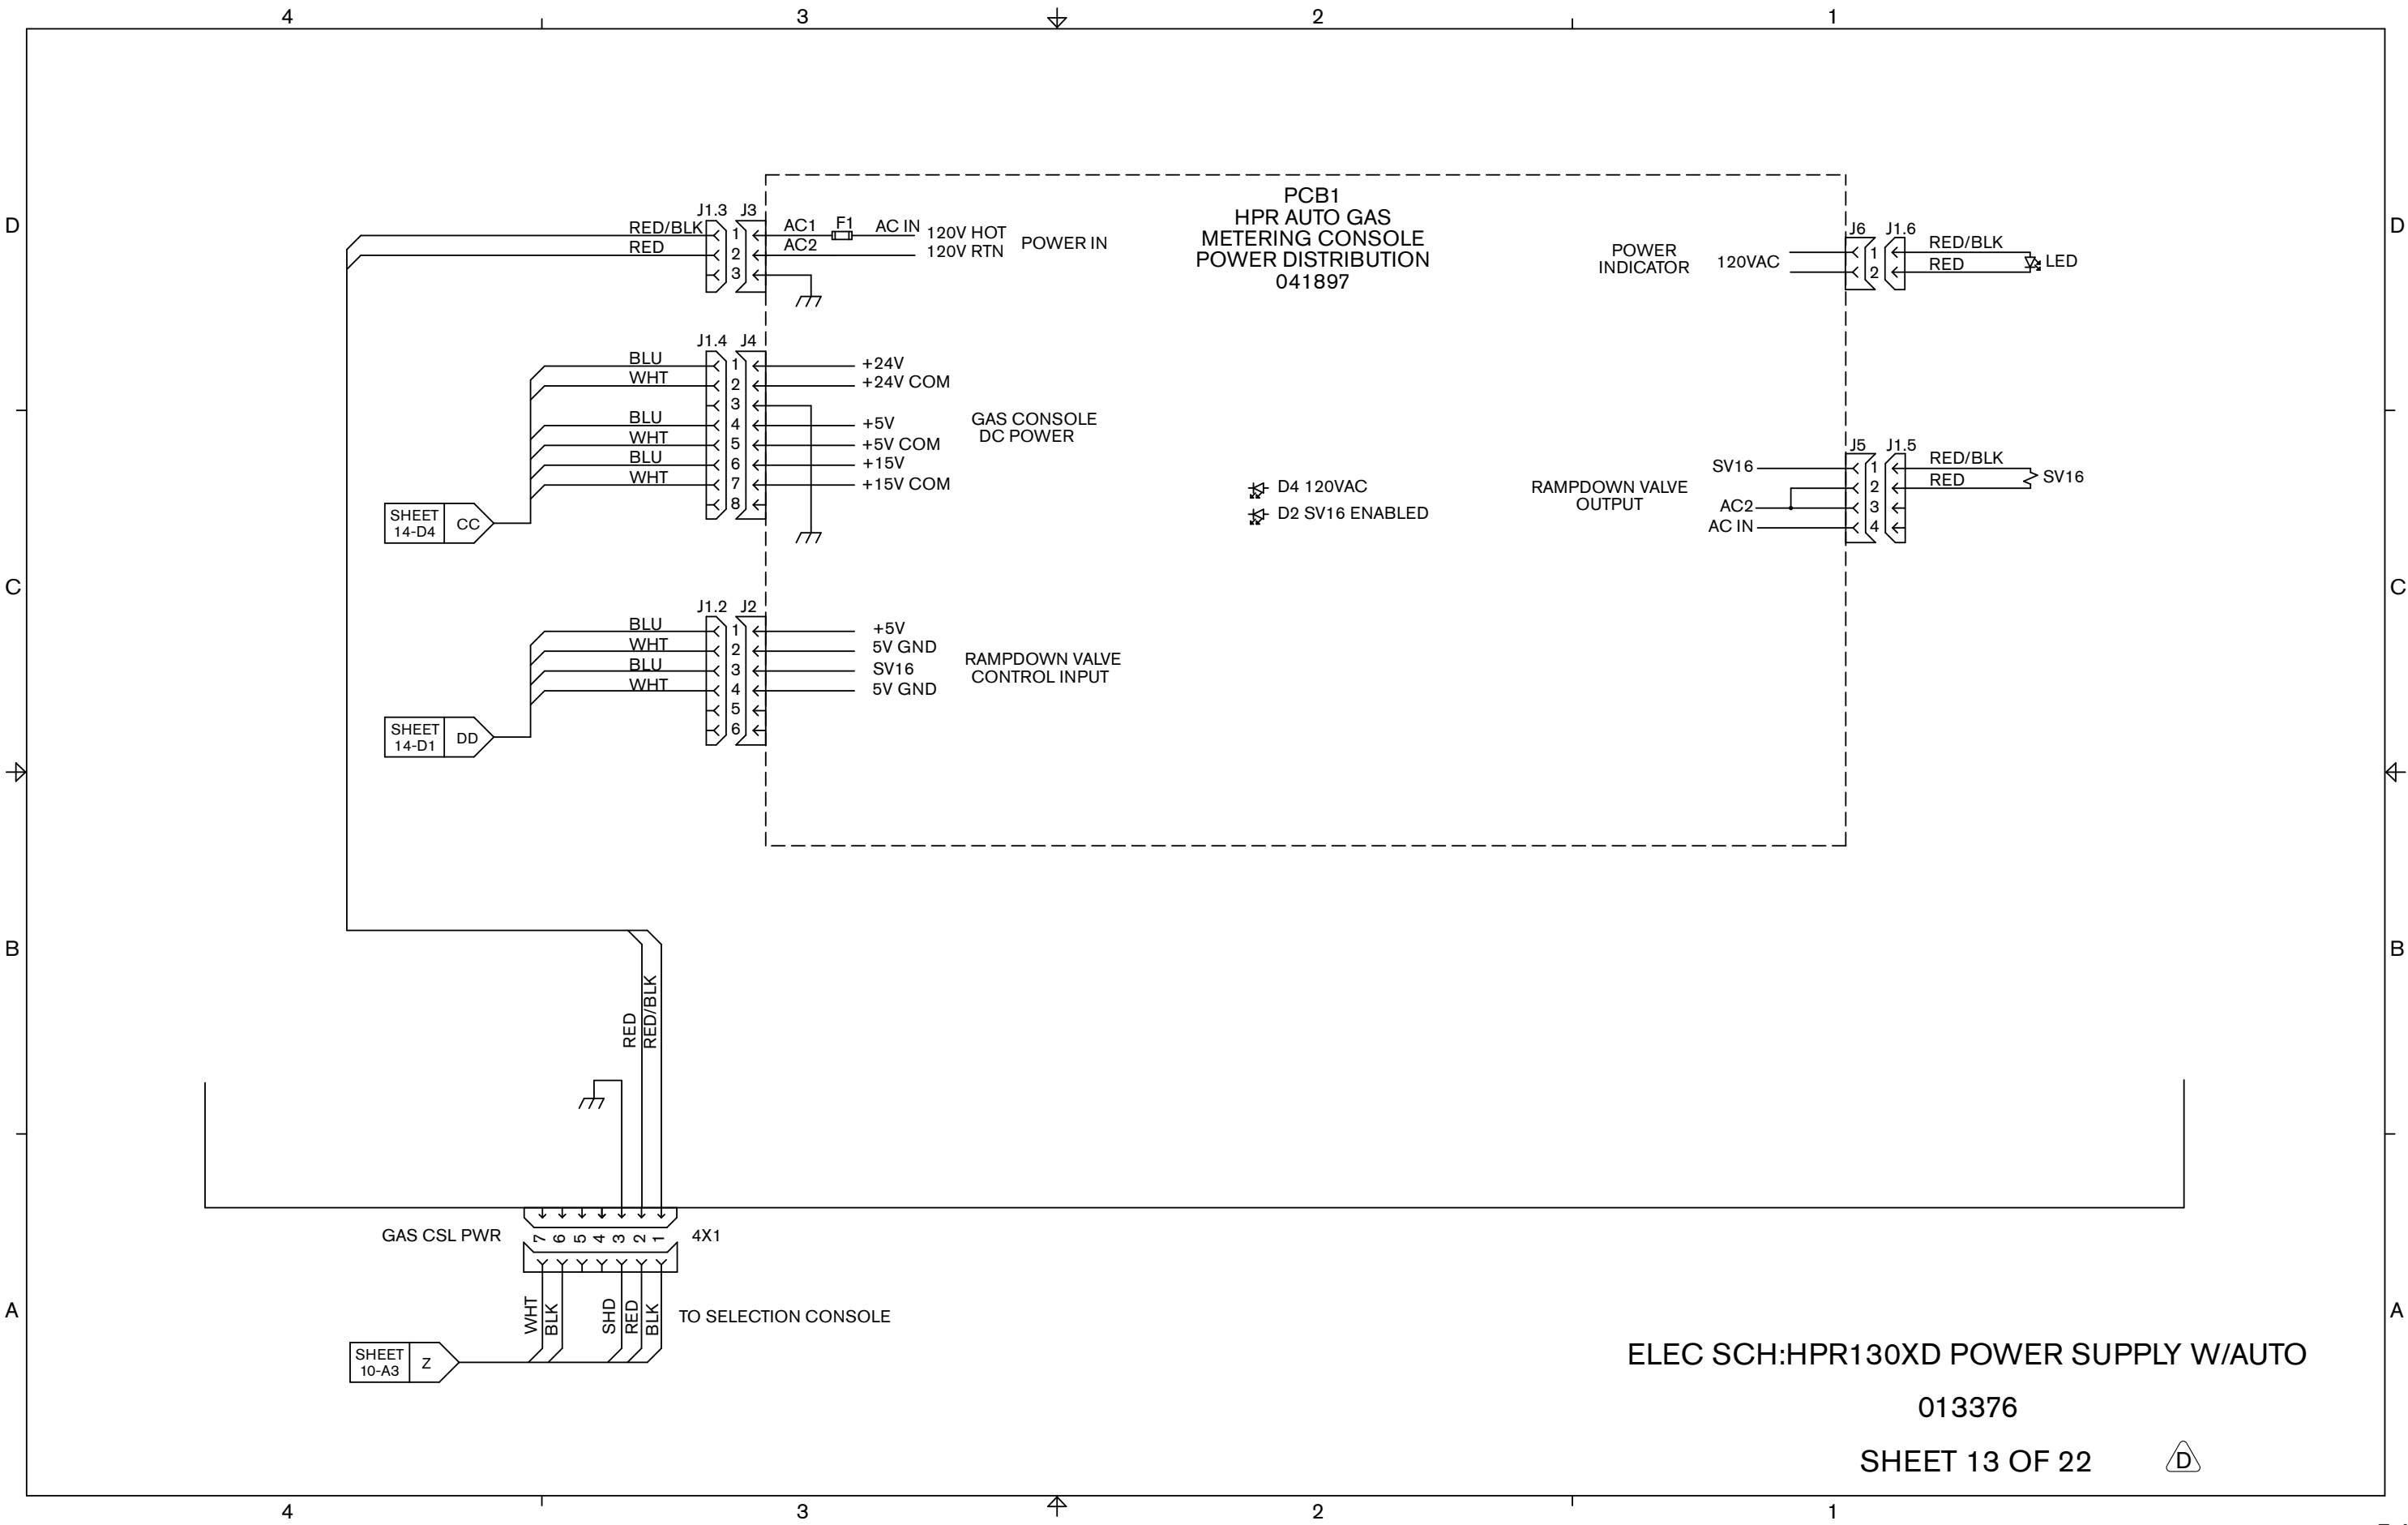 4 3 2 1
D
D
PCB1
HPR AUTO GAS
METERING CONSOLE
POWER DISTRIBUTION
041897
J1.3 J3
RED/BLK 1 AC1 F1 AC IN 120V HOT
RED 2 AC2 120V RTN
3
POWER IN
POWER
INDICATOR
120VAC
J6 J1.6
1 RED/BLK
2 RED
LED
J1.4 J4
BLU 1 +24V
WHT 2 +24V COM
3
BLU 4 +5V
WHT 5 +5V COM
BLU 6 +15V
WHT 7 +15V COM
8
GAS CONSOLE
DC POWER
SHEET
14-D4
CC
D4 120VAC
D2 SV16 ENABLED
RAMPDOWN VALVE
OUTPUT
J5 J1.5
SV16 1 RED/BLK
2 RED
AC2 3
AC IN 4
SV16
C
C
J1.2 J2
BLU 1 +5V
WHT 2 5V GND
BLU 3 SV16
WHT 4 5V GND
5
6
RAMPDOWN VALVE
CONTROL INPUT
SHEET
14-D1
DD
B
B
RED
RED/BLK
GAS CSL PWR
7 6 5 4 3 2 1
4X1
WHT
BLK
SHD
RED
BLK
TO SELECTION CONSOLE
SHEET
10-A3
Z
A
A
ELEC SCH:HPR130XD POWER SUPPLY W/AUTO
013376
SHEET 13 OF 22
D
4 3 2 1